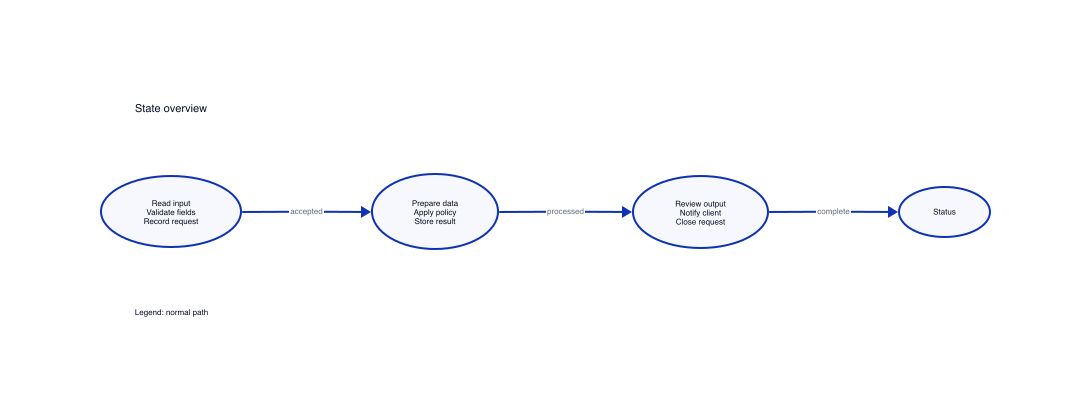 State overview
Read input
Validate fields
Record request
accepted
Prepare data
Apply policy
Store result
processed
Review output
Notify client
Close request
complete
Status
Legend: normal path